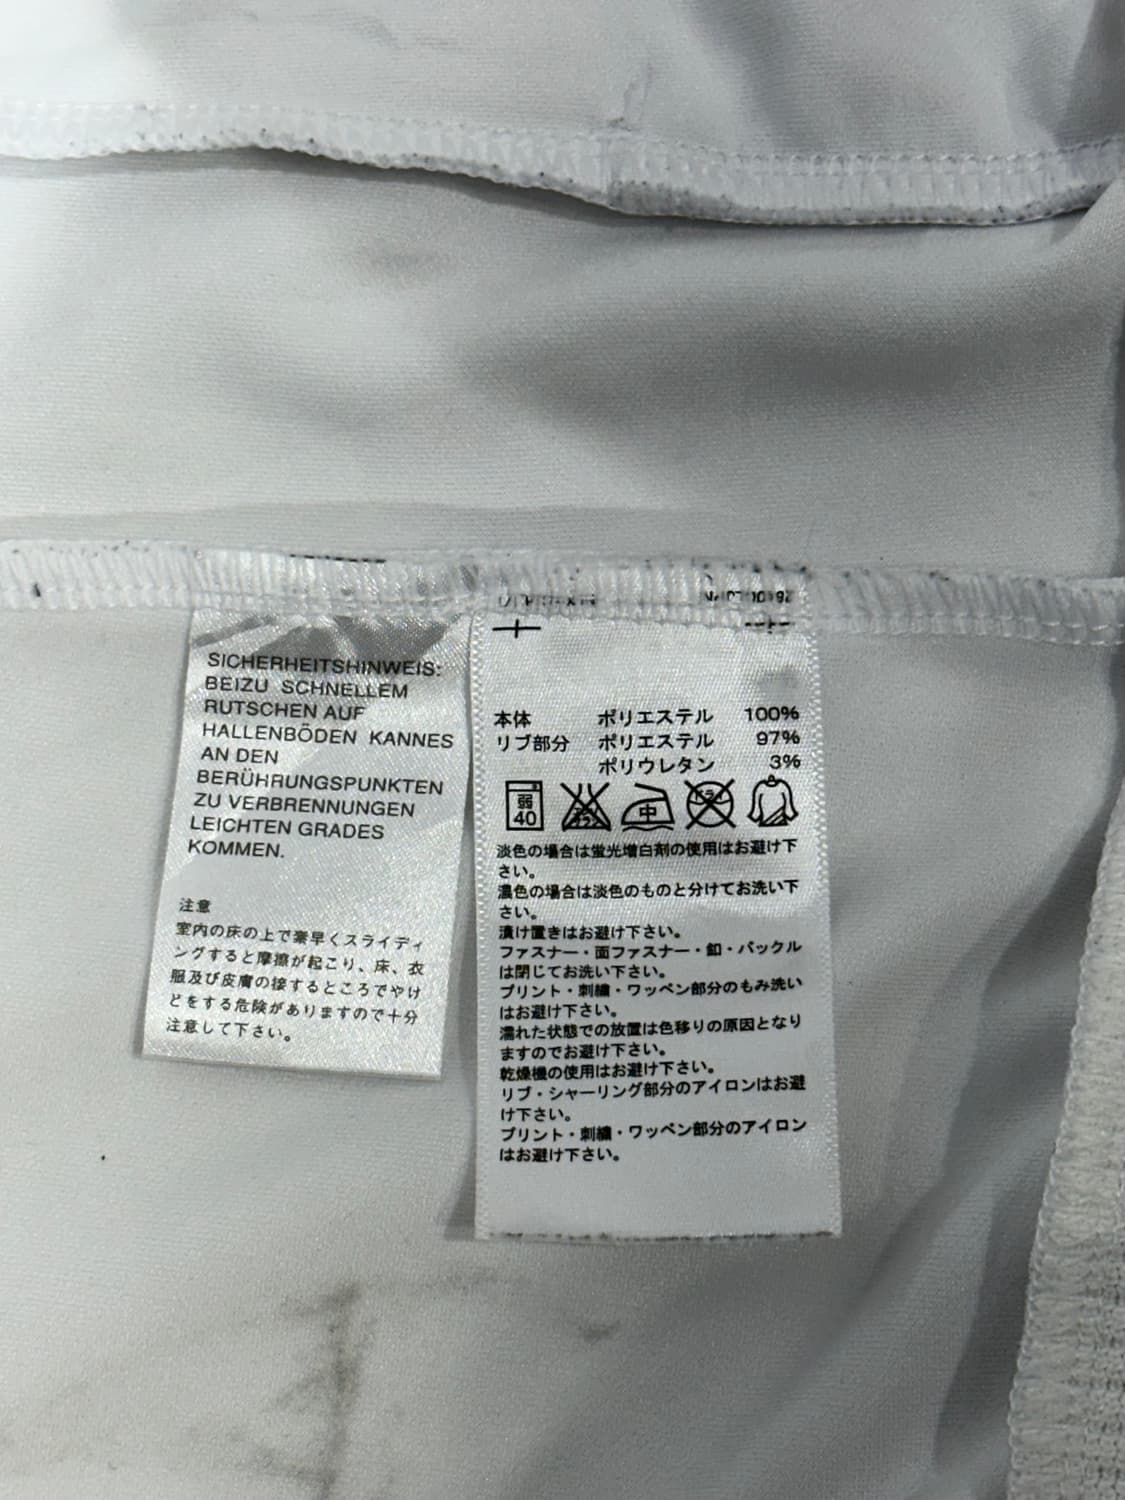 SICHERHEITSHINWEIS:
BEIZU SCHNELLEM
RUTSCHEN AUF
HALLENBÖDEN KANNES
AN DEN
BERÜHRUNGSPUNKTEN
ZU VERBRENNUNGEN
LEICHTEN GRADES
KOMMEN.
注意
室内の床の上で素早くスライディ
ングすると摩擦が起こり、床、衣
服及び皮膚の接するところでやけ
どをする危険がありますので十分
注意して下さい。
本体 ポリエステル 100%
リブ部分 ポリエステル 97%
ポリウレタン 3%
弱 40 エンソ サラシ 中 ドライ
淡色の場合は蛍光増白剤の使用はお避け下
さい。
濃色の場合は淡色のものと分けてお洗い下
さい。
漬け置きはお避け下さい。
ファスナー・面ファスナー・釦・バックル
は閉じてお洗い下さい。
プリント・刺繍・ワッペン部分のもみ洗い
はお避け下さい。
濡れた状態での放置は色移りの原因となり
ますのでお避け下さい。
乾燥機の使用はお避け下さい。
リブ・シャーリング部分のアイロンはお避
け下さい。
プリント・刺繍・ワッペン部分のアイロン
はお避け下さい。